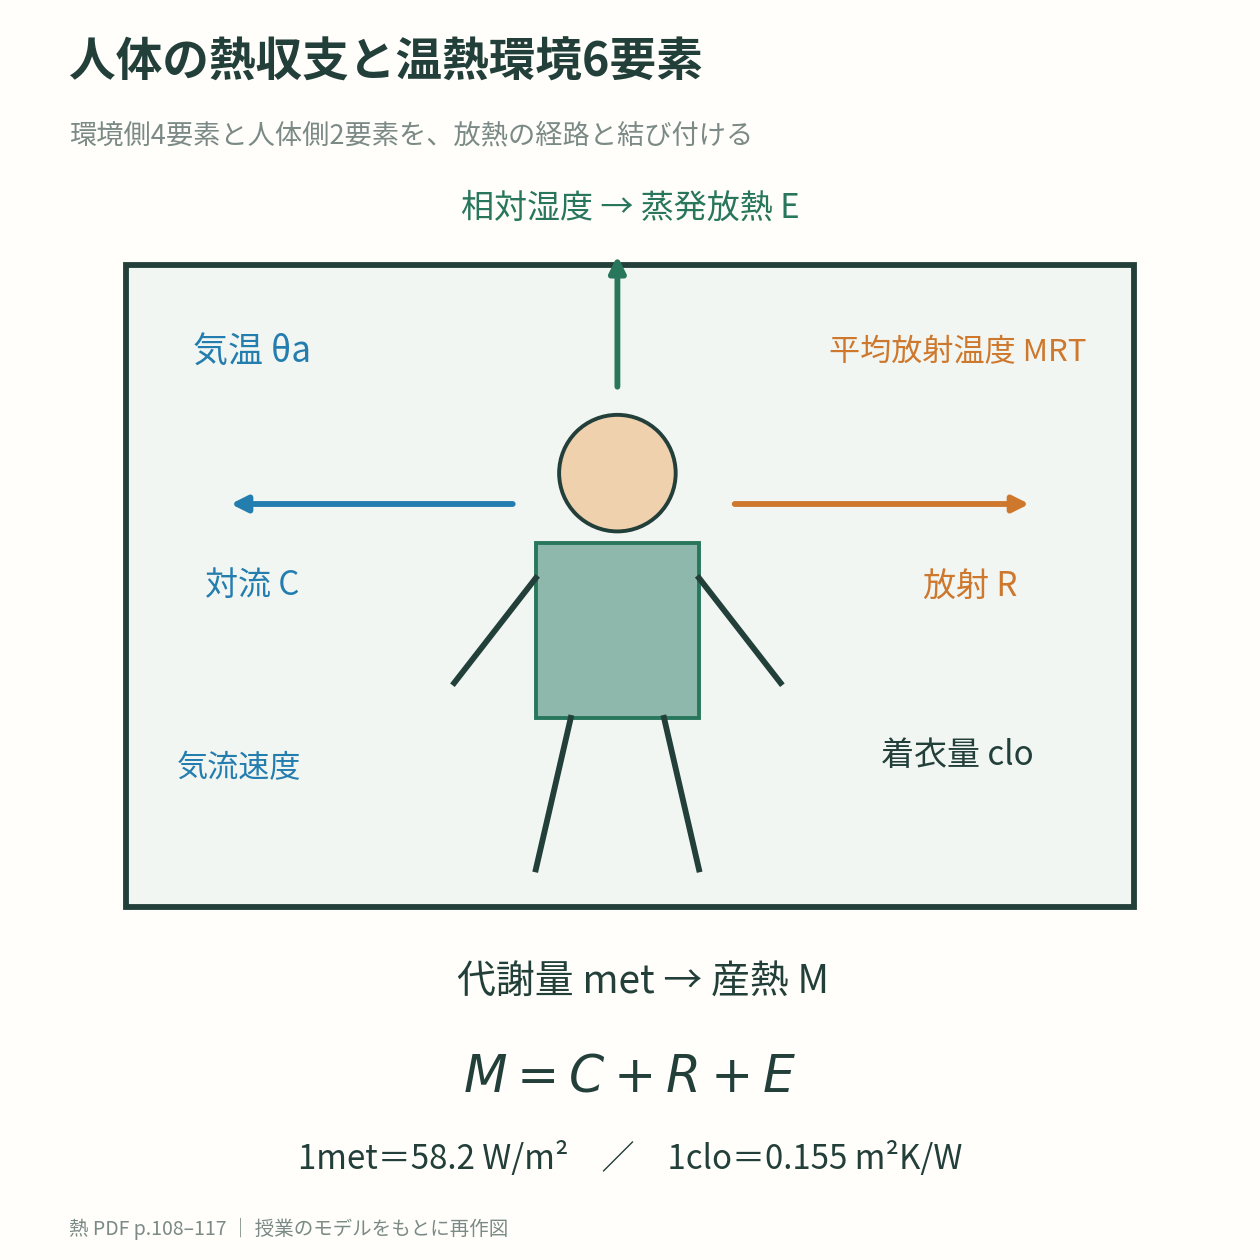 人体の熱収支と温熱環境6要素
環境側4要素と人体側2要素を、放熱の経路と結び付ける
相対湿度 → 蒸発放熱 E
気温 θa
平均放射温度 MRT
対流 C
放射 R
気流速度
着衣量 clo
代謝量 met → 産熱 M
M = C + R + E
1met＝58.2 W/m² ／ 1clo＝0.155 m²K/W
熱 PDF p.108–117 ｜ 授業のモデルをもとに再作図